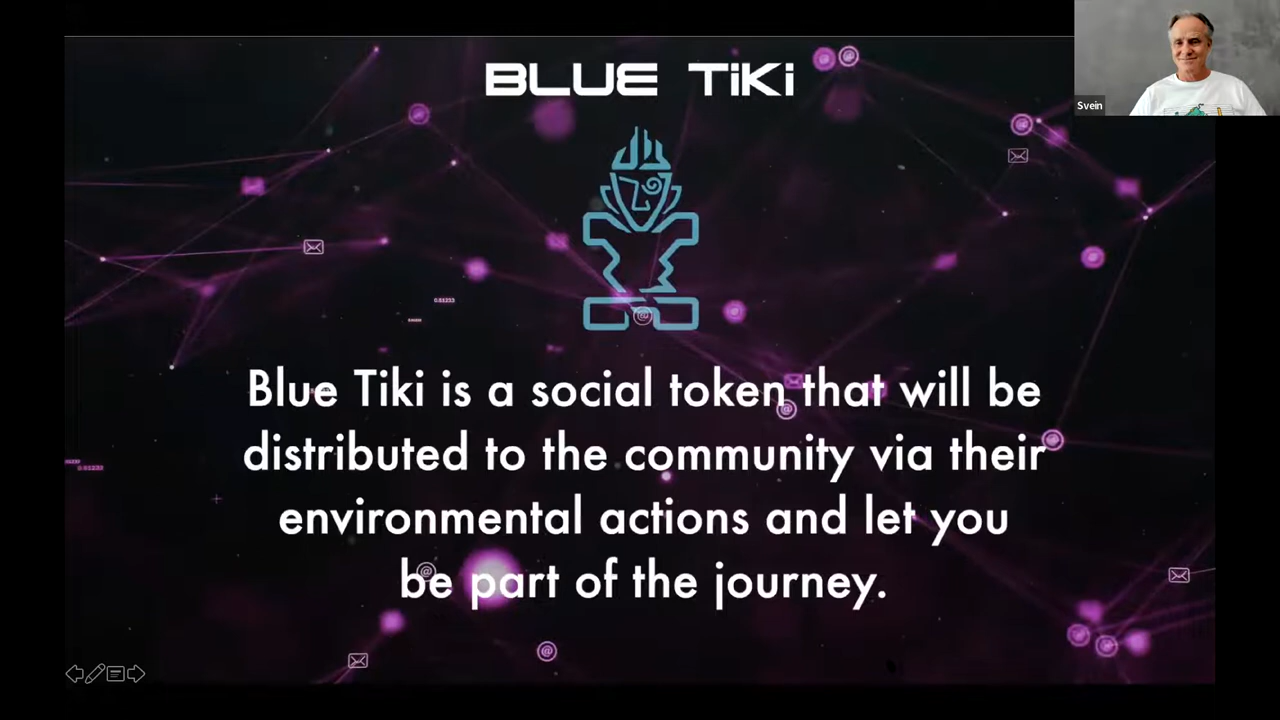 BLUE TiKi
Svein
Blue Tiki is a social token that will be
distributed to the community via their
environmental actions and let you
be part of the journey.